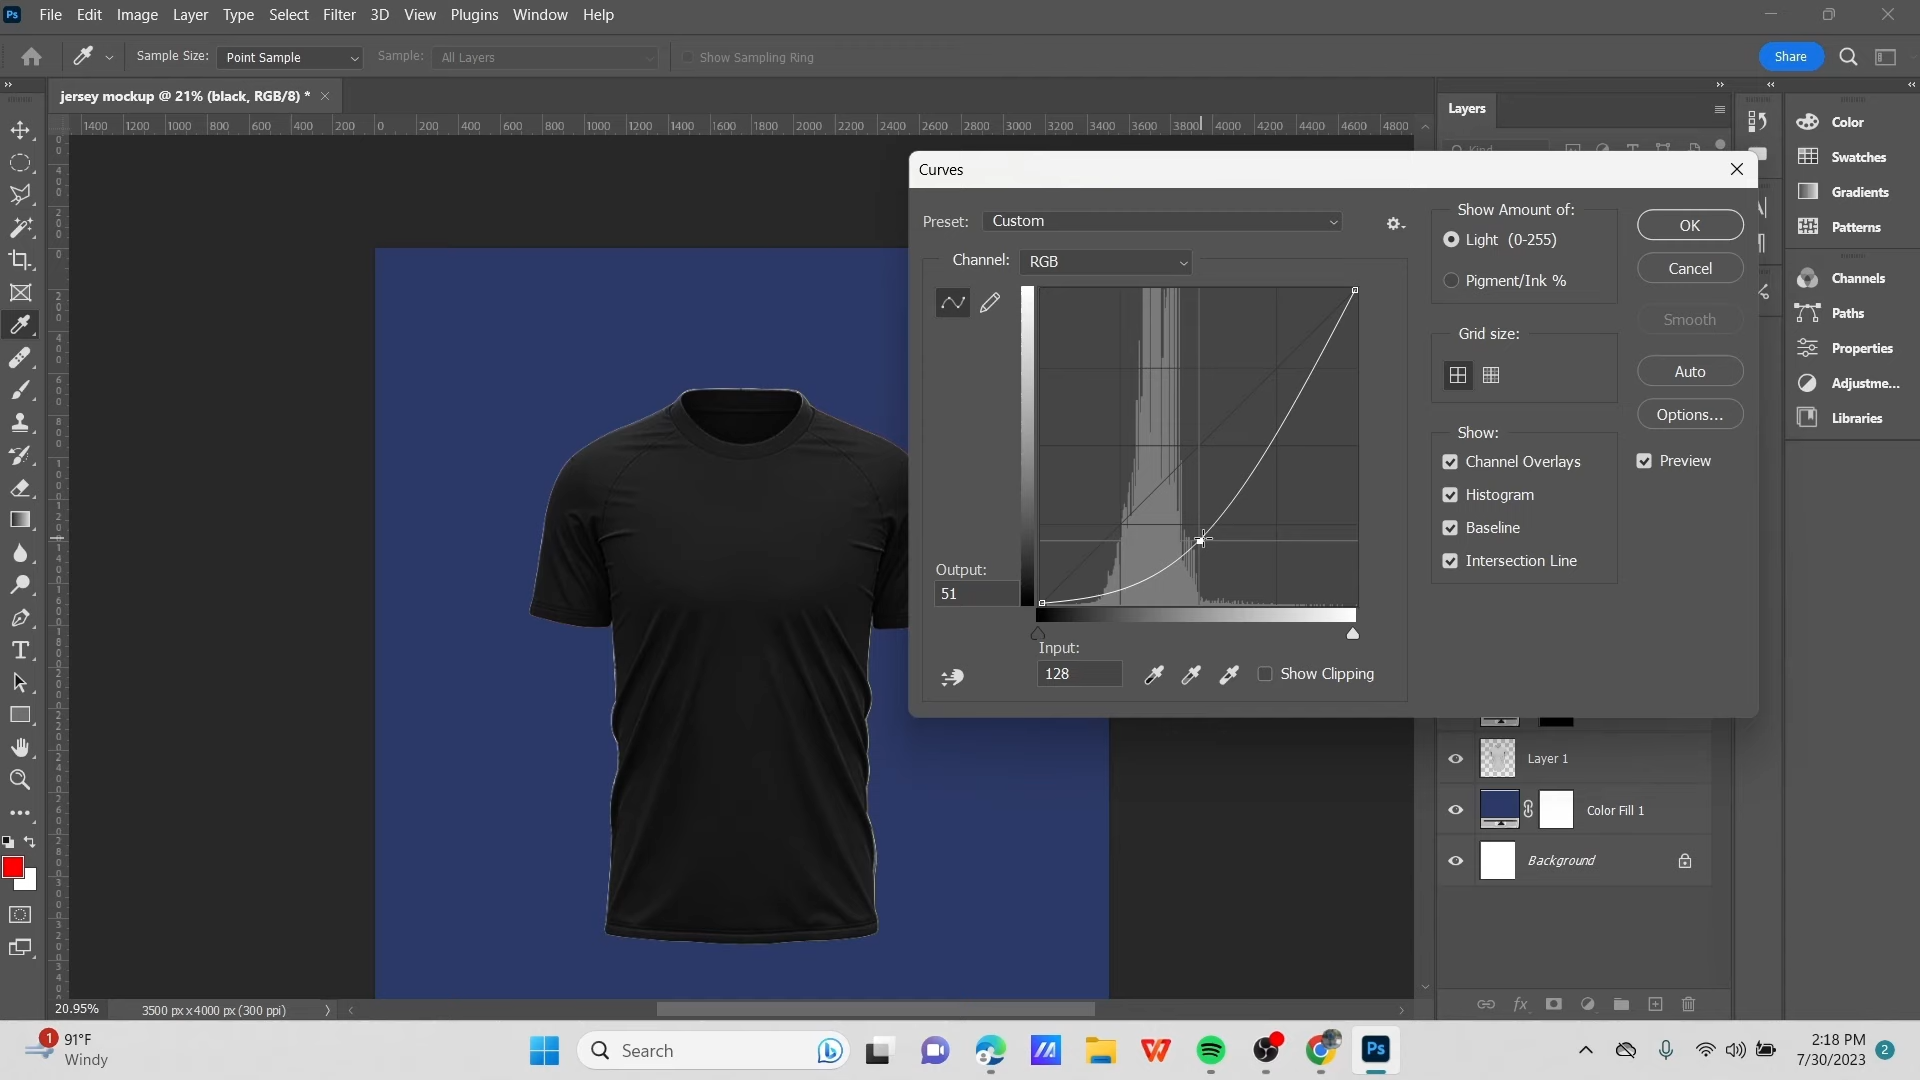 Ps File Edit Image Layer Type Select Filter 3D View Plugins Window Help
Sample Size: Point Sample Sample: All Layers Show Sampling Ring Share
jersey mockup @ 21% (black, RGB/8) *
1400 1200 1000 800 600 400 200 0 200 400 600 800 1000 1200 1400 1600 1800 2000 2200 2400 2600 2800 3000 3200 3400 3600 3800 4000 4200 4400 4600 4800
Layers
Color
Swatches
Gradients
Patterns
Channels
Paths
Properties
Adjustme...
Libraries
Kind
Curves
Preset: Custom
Channel: RGB
Output:
51
Input:
128
Show Clipping
Show Amount of:
Light (0-255)
Pigment/Ink %
Grid size:
Show:
Channel Overlays
Histogram
Baseline
Intersection Line
OK
Cancel
Smooth
Auto
Options...
Preview
Layer 1
Color Fill 1
Background
20.95% 3500 px x 4000 px (300 ppi)
1
91°F
Windy
Search
Ps
2:18 PM
7/30/2023
2